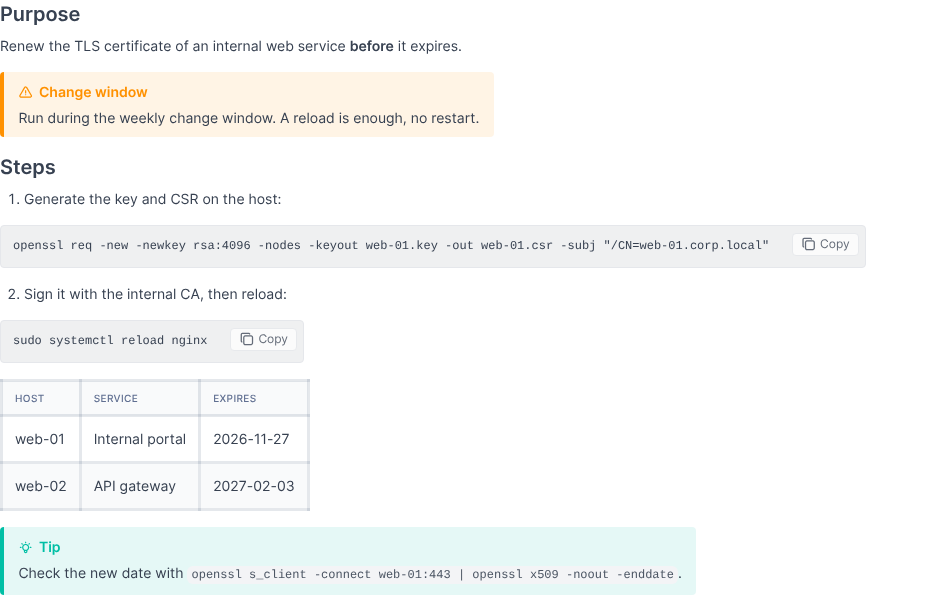 Purpose
Renew the TLS certificate of an internal web service before it expires.
Change window
Run during the weekly change window. A reload is enough, no restart.
Steps
1. Generate the key and CSR on the host:
openssl req -new -newkey rsa:4096 -nodes -keyout web-01.key -out web-01.csr -subj "/CN=web-01.corp.local" Copy
2. Sign it with the internal CA, then reload:
sudo systemctl reload nginx Copy
HOST SERVICE EXPIRES
web-01 Internal portal 2026-11-27
web-02 API gateway 2027-02-03
Tip
Check the new date with openssl s_client -connect web-01:443 | openssl x509 -noout -enddate.